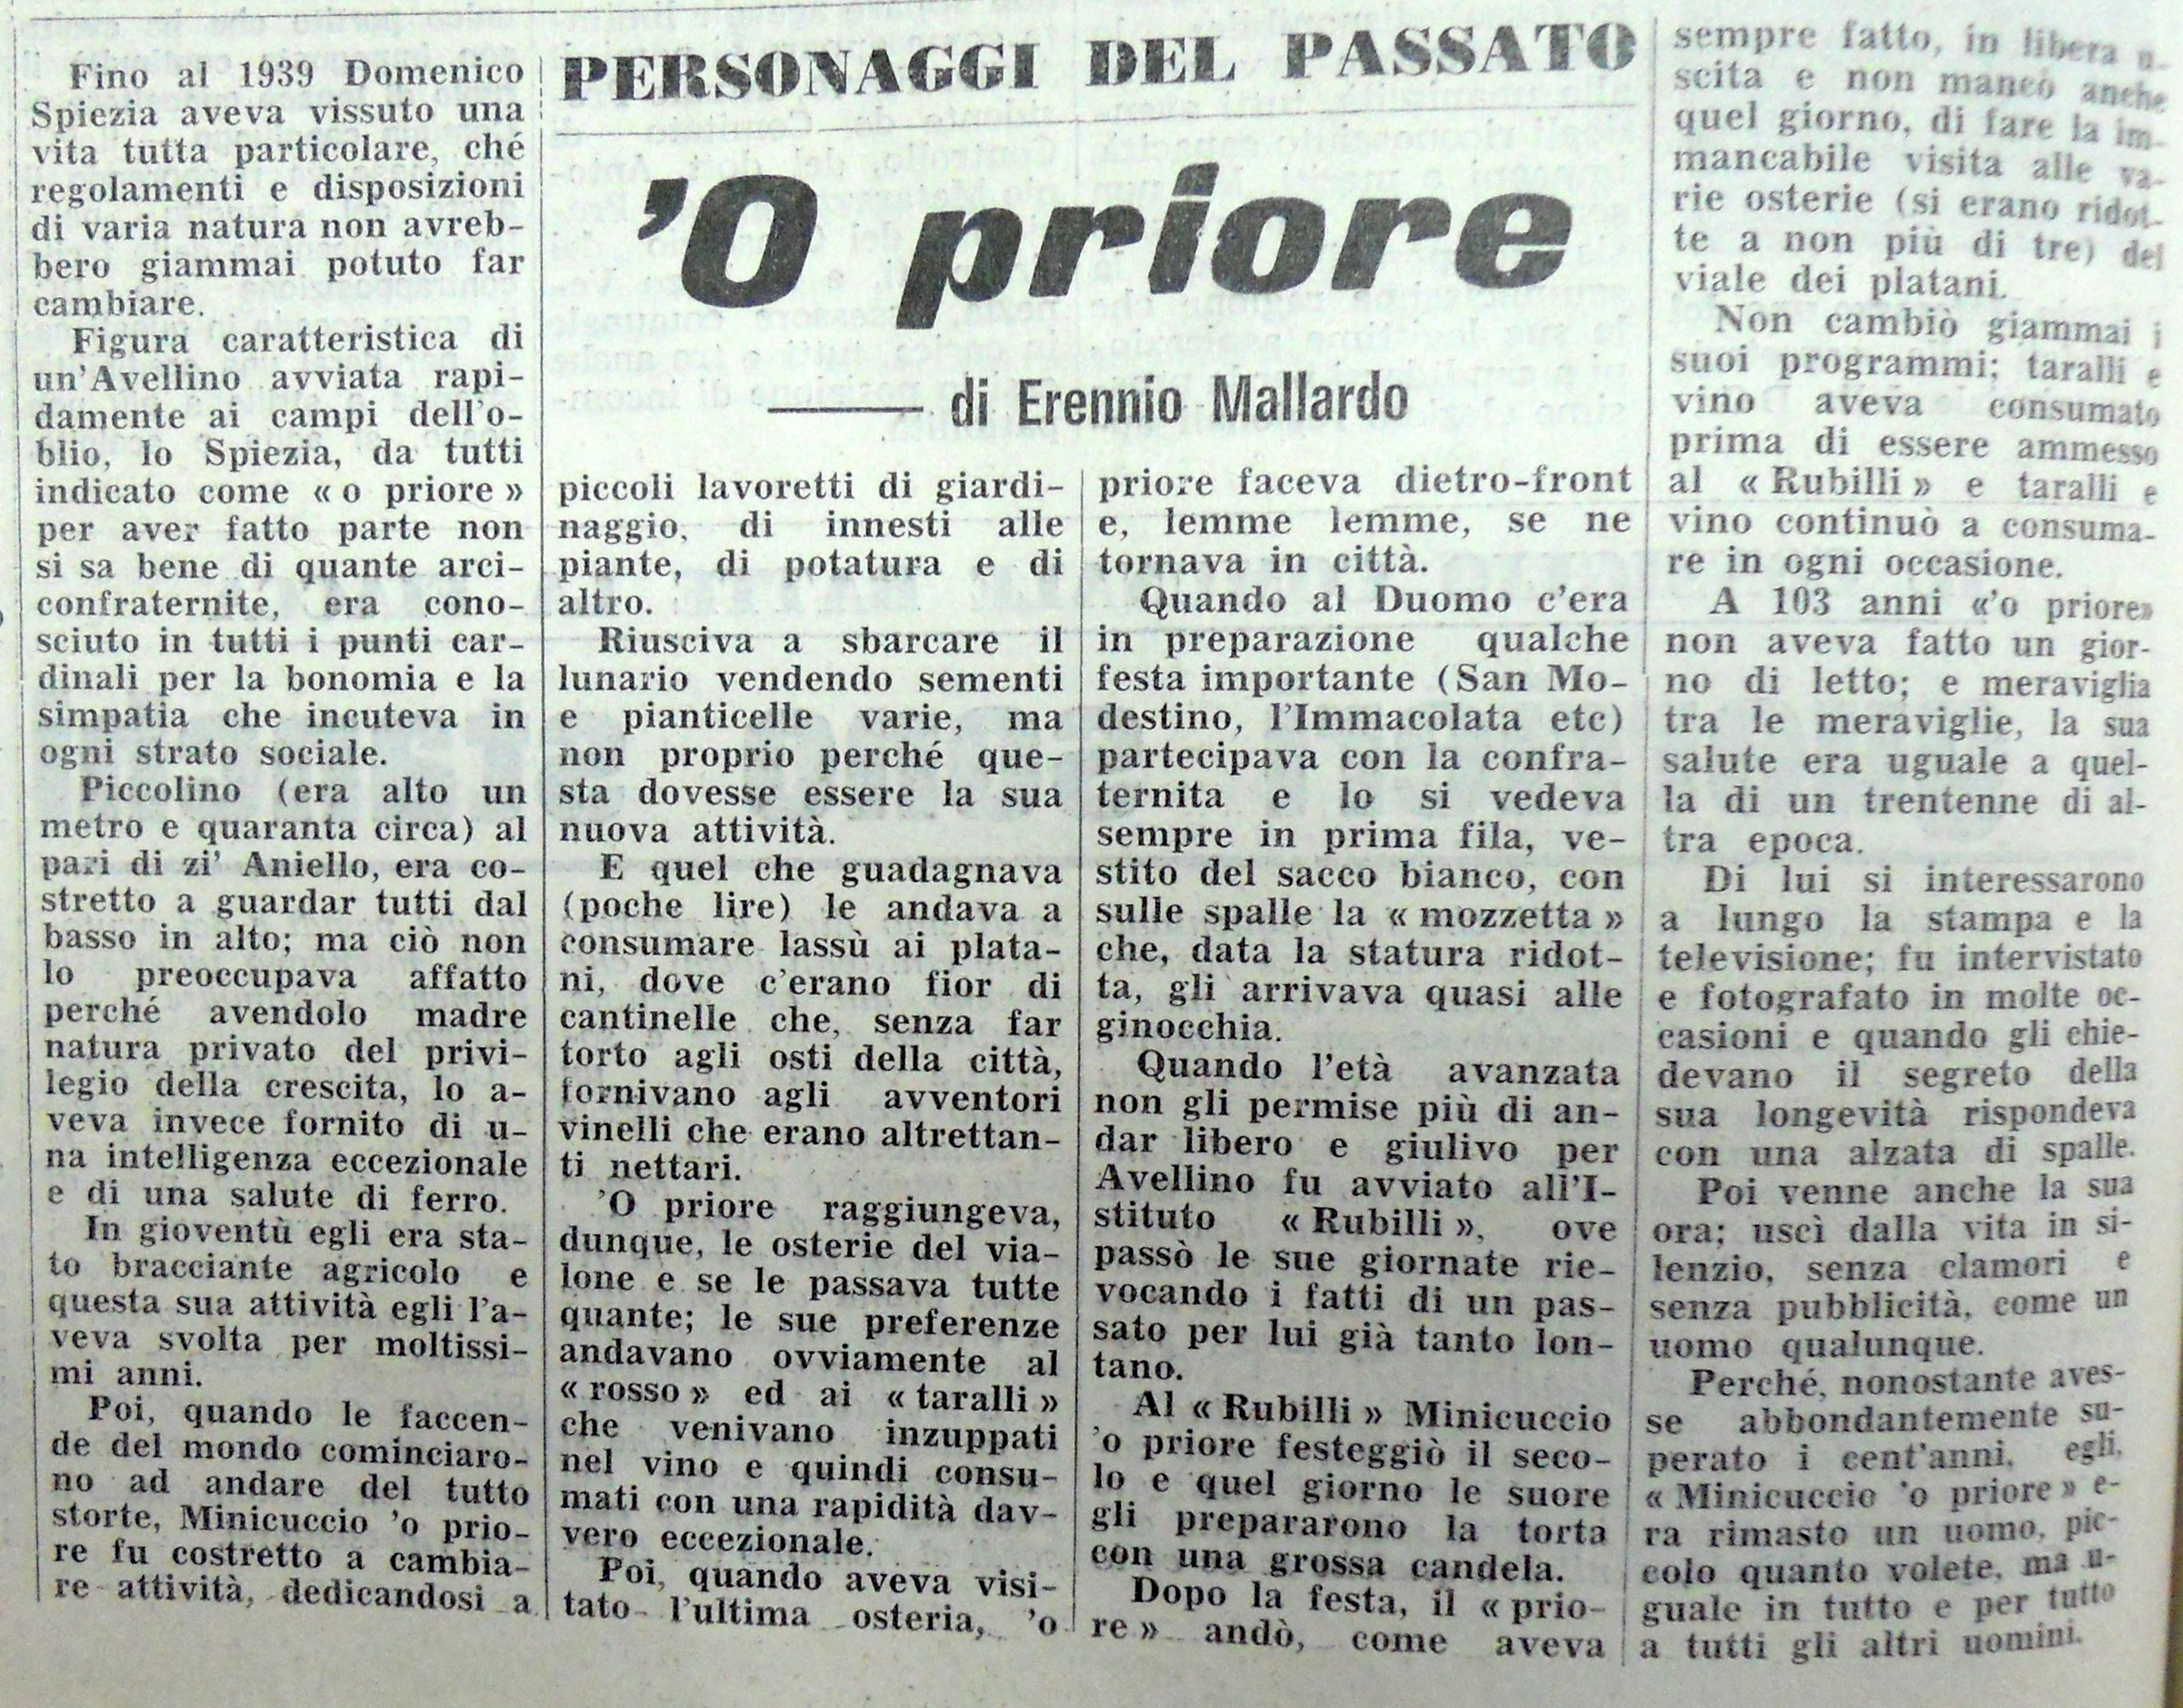 PERSONAGGI DEL PASSATO
'O priore
di Erennio Mallardo
Fino al 1939 Domenico
Spiezia aveva vissuto una
vita tutta particolare, ché
regolamenti e disposizioni
di varia natura non avreb-
bero giammai potuto far
cambiare.
Figura caratteristica di
un'Avellino avviata rapi-
damente ai campi dell'o-
blio, lo Spiezia, da tutti
indicato come « o priore »
per aver fatto parte non
si sa bene di quante arci-
confraternite, era cono-
sciuto in tutti i punti car-
dinali per la bonomia e la
simpatia che incuteva in
ogni strato sociale.
Piccolino (era alto un
metro e quaranta circa) al
pari di zi' Aniello, era co-
stretto a guardar tutti dal
basso in alto; ma ciò non
lo preoccupava affatto
perché avendolo madre
natura privato del privi-
legio della crescita, lo a-
veva invece fornito di u-
na intelligenza eccezionale
e di una salute di ferro.
In gioventù egli era sta-
to bracciante agricolo e
questa sua attività egli l'a-
veva svolta per moltissi-
mi anni.
Poi, quando le faccen-
de del mondo cominciaro-
no ad andare del tutto
storte, Minicuccio 'o prio-
re fu costretto a cambia-
re attività, dedicandosi a
piccoli lavoretti di giardi-
naggio, di innesti alle
piante, di potatura e di
altro.
Riusciva a sbarcare il
lunario vendendo sementi
e pianticelle varie, ma
non proprio perché que-
sta dovesse essere la sua
nuova attività.
E quel che guadagnava
(poche lire) le andava a
consumare lassù ai plata-
ni, dove c'erano fior di
cantinelle che, senza far
torto agli osti della città,
fornivano agli avventori
vinelli che erano altrettan-
ti nettari.
'O priore raggiungeva,
dunque, le osterie del via-
lone e se le passava tutte
quante; le sue preferenze
andavano ovviamente al
« rosso » ed ai « taralli »
che venivano inzuppati
nel vino e quindi consu-
mati con una rapidità dav-
vero eccezionale.
Poi, quando aveva visi-
tato l'ultima osteria, 'o
priore faceva dietro-front
e, lemme lemme, se ne
tornava in città.
Quando al Duomo c'era
in preparazione qualche
festa importante (San Mo-
destino, l'Immacolata etc)
partecipava con la confra-
ternita e lo si vedeva
sempre in prima fila, ve-
stito del sacco bianco, con
sulle spalle la « mozzetta »
che, data la statura ridot-
ta, gli arrivava quasi alle
ginocchia.
Quando l'età avanzata
non gli permise più di an-
dar libero e giulivo per
Avellino fu avviato all'I-
stituto « Rubilli », ove
passò le sue giornate rie-
vocando i fatti di un pas-
sato per lui già tanto lon-
tano.
Al « Rubilli » Minicuccio
'o priore festeggiò il seco-
lo e quel giorno le suore
gli prepararono la torta
con una grossa candela.
Dopo la festa, il « prio-
re » andò, come aveva
sempre fatto, in libera u-
scita e non mancò anche
quel giorno, di fare la im-
mancabile visita alle va-
rie osterie (si erano ridot-
te a non più di tre) del
viale dei platani.
Non cambiò giammai i
suoi programmi; taralli e
vino aveva consumato
prima di essere ammesso
al « Rubilli » e taralli e
vino continuò a consuma-
re in ogni occasione.
A 103 anni «'o priore»
non aveva fatto un gior-
no di letto; e meraviglia
tra le meraviglie, la sua
salute era uguale a quel-
la di un trentenne di al-
tra epoca.
Di lui si interessarono
a lungo la stampa e la
televisione; fu intervistato
e fotografato in molte oc-
casioni e quando gli chie-
devano il segreto della
sua longevità rispondeva
con una alzata di spalle.
Poi venne anche la sua
ora; uscì dalla vita in si-
lenzio, senza clamori e
senza pubblicità, come un
uomo qualunque.
Perché, nonostante aves-
se abbondantemente su-
perato i cent'anni, egli,
« Minicuccio 'o priore » e-
ra rimasto un uomo, pic-
colo quanto volete, ma u-
guale in tutto e per tutto
a tutti gli altri uomini.